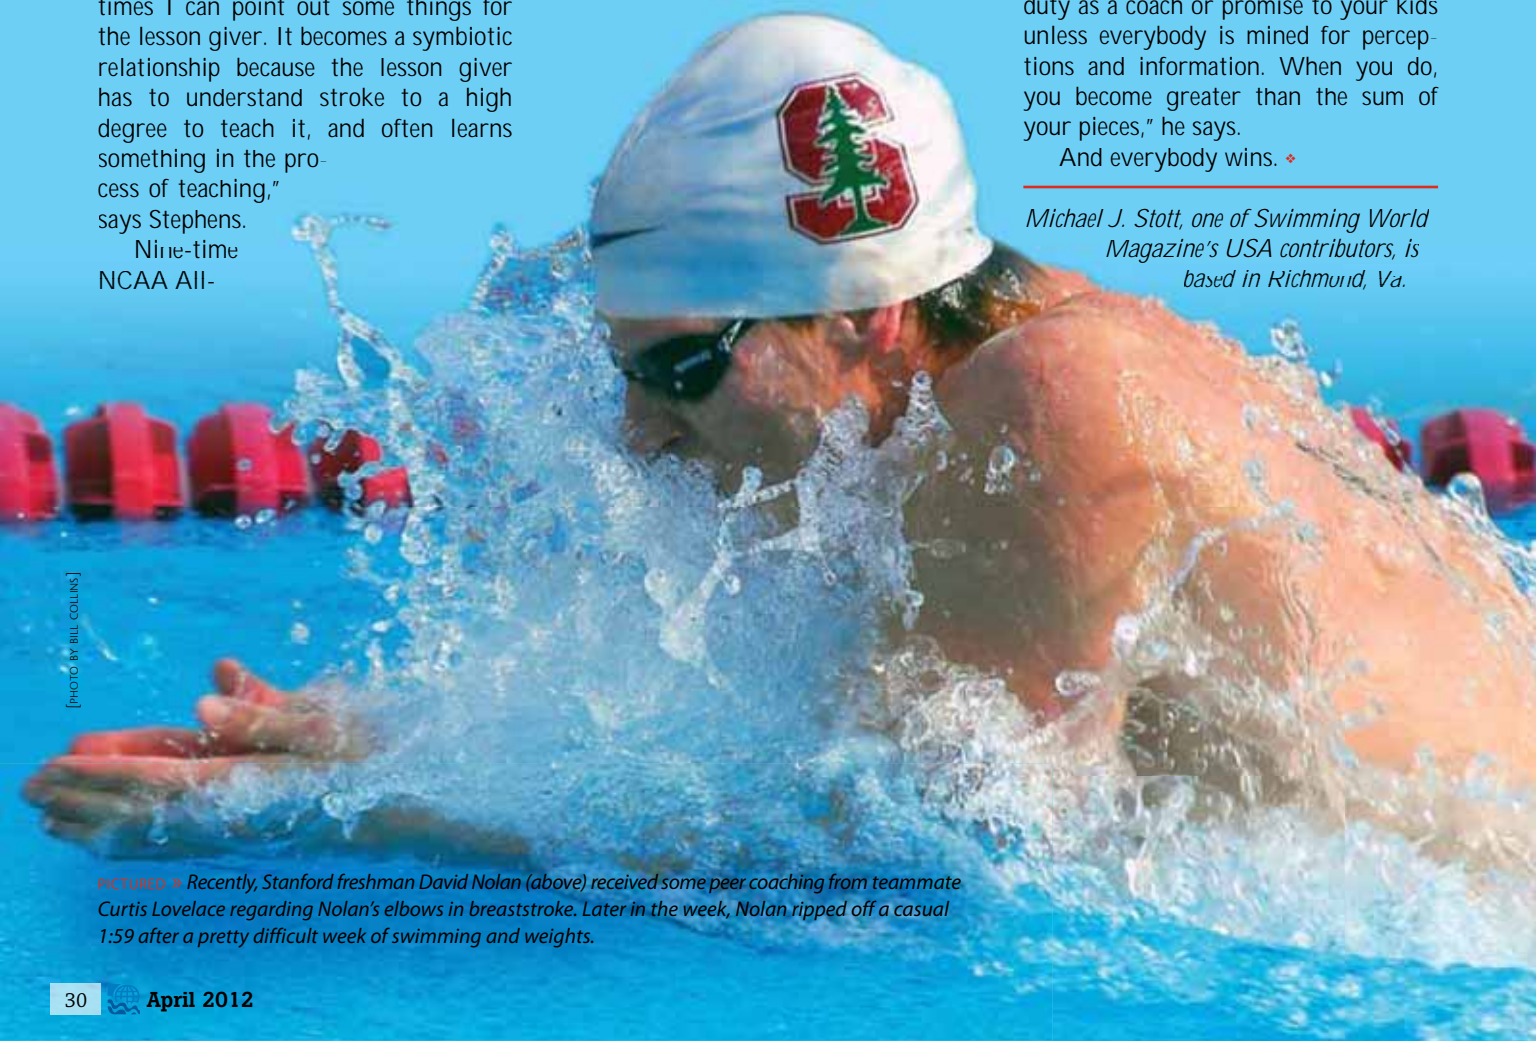 times I can point out some things for
the lesson giver. It becomes a symbiotic
relationship because the lesson giver
has to understand stroke to a high
degree to teach it, and often learns
something in the pro-
cess of teaching,”
says Stephens.
Nine-time
NCAA All-
duty as a coach or promise to your kids
unless everybody is mined for percep-
tions and information. When you do,
you become greater than the sum of
your pieces,” he says.
And everybody wins. ❖
Michael J. Stott, one of Swimming World
Magazine’s USA contributors, is
based in Richmond, Va.
S
[PHOTO BY BILL COLLINS]
PICTURED » Recently, Stanford freshman David Nolan (above) received some peer coaching from teammate
Curtis Lovelace regarding Nolan’s elbows in breaststroke. Later in the week, Nolan ripped off a casual
1:59 after a pretty difficult week of swimming and weights.
30 April 2012